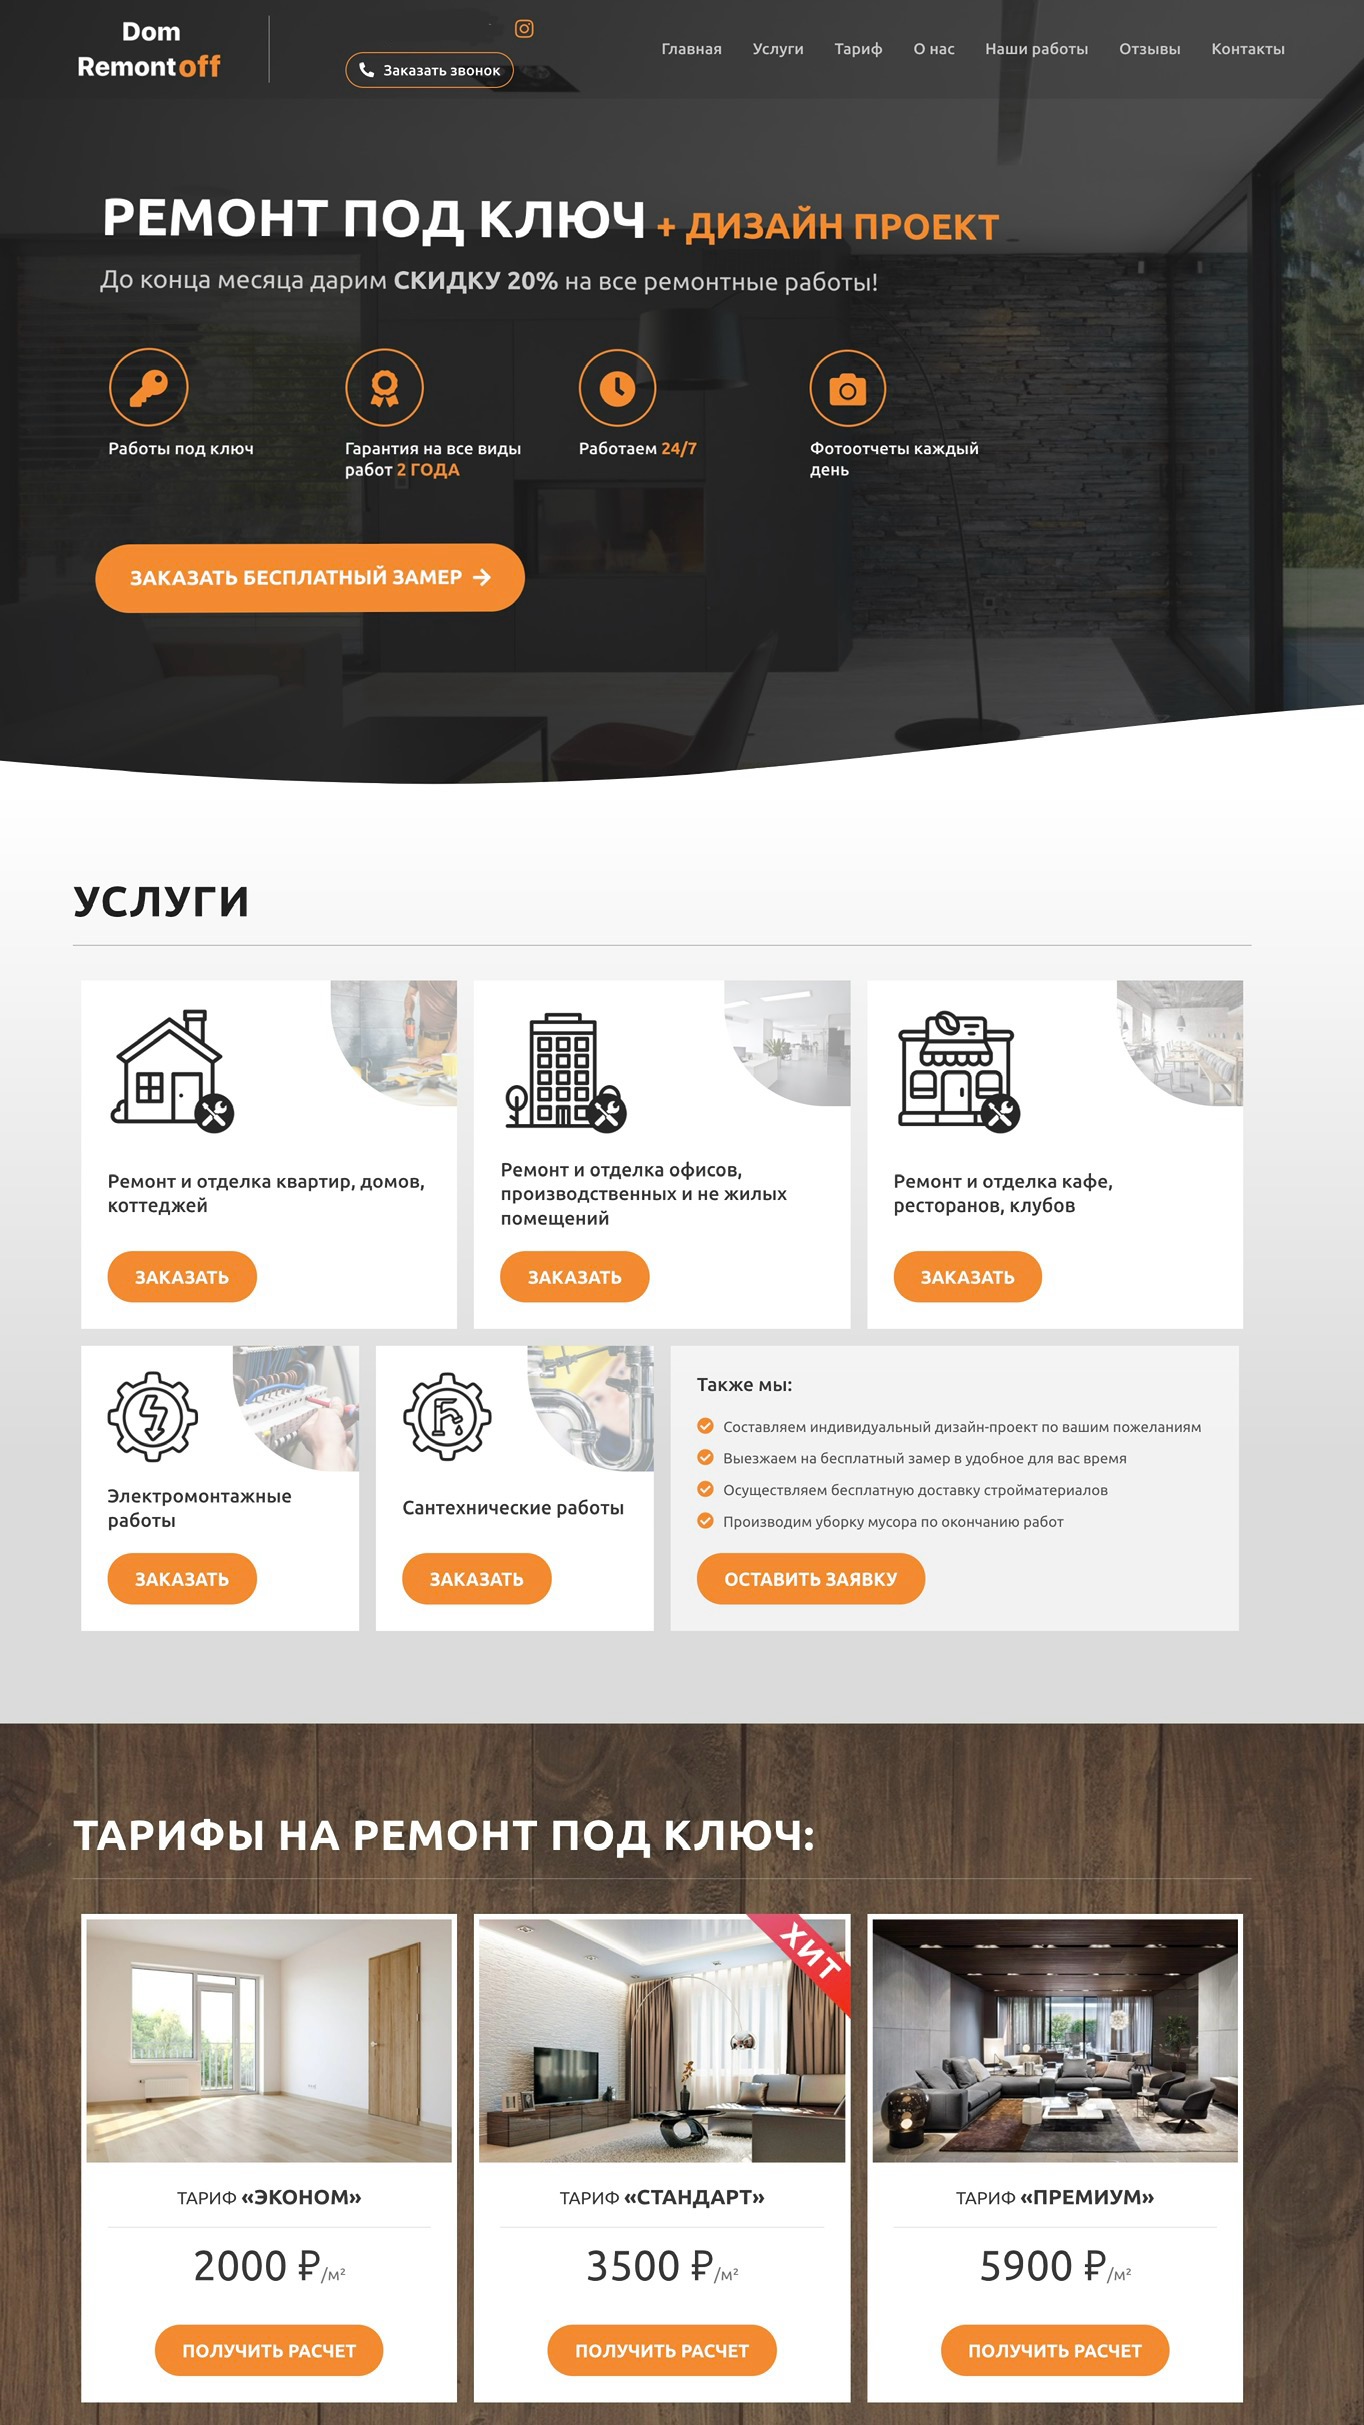 Dom
Remontoff
Заказать звонок
Главная
Услуги
Тариф
О нас
Наши работы
Отзывы
Контакты
РЕМОНТ ПОД КЛЮЧ + ДИЗАЙН ПРОЕКТ
До конца месяца дарим СКИДКУ 20% на все ремонтные работы!
Работы под ключ
Гарантия на все виды
работ 2 ГОДА
Работаем 24/7
Фотоотчеты каждый
день
ЗАКАЗАТЬ БЕСПЛАТНЫЙ ЗАМЕР →
УСЛУГИ
Ремонт и отделка квартир, домов,
коттеджей
ЗАКАЗАТЬ
Ремонт и отделка офисов,
производственных и не жилых
помещений
ЗАКАЗАТЬ
Ремонт и отделка кафе,
ресторанов, клубов
ЗАКАЗАТЬ
Электромонтажные
работы
ЗАКАЗАТЬ
Сантехнические работы
ЗАКАЗАТЬ
Также мы:
Составляем индивидуальный дизайн-проект по вашим пожеланиям
Выезжаем на бесплатный замер в удобное для вас время
Осуществляем бесплатную доставку стройматериалов
Производим уборку мусора по окончанию работ
ОСТАВИТЬ ЗАЯВКУ
ТАРИФЫ НА РЕМОНТ ПОД КЛЮЧ:
ТАРИФ «ЭКОНОМ»
2000 ₽/м²
ПОЛУЧИТЬ РАСЧЕТ
ХИТ
ТАРИФ «СТАНДАРТ»
3500 ₽/м²
ПОЛУЧИТЬ РАСЧЕТ
ТАРИФ «ПРЕМИУМ»
5900 ₽/м²
ПОЛУЧИТЬ РАСЧЕТ